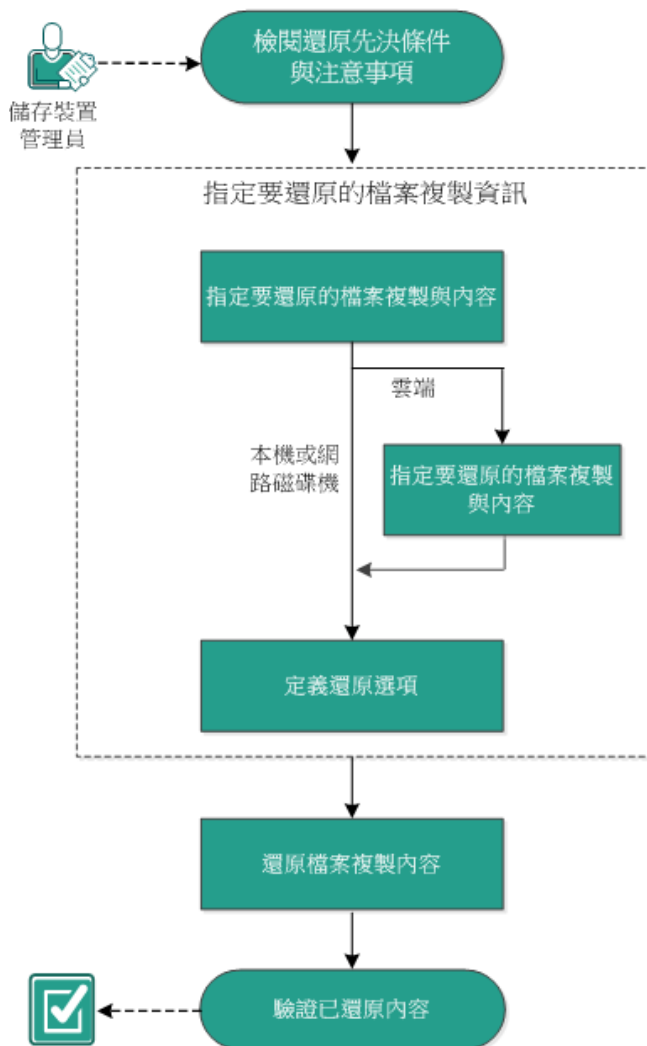 檢閱還原先決條件
與注意事項
儲存裝置
管理員
指定要還原的檔案複製資訊
指定要還原的檔案複製與內容
雲端
本機或網
路磁碟機
指定要還原的檔案複製
與內容
定義還原選項
還原檔案複製內容
驗證已還原內容